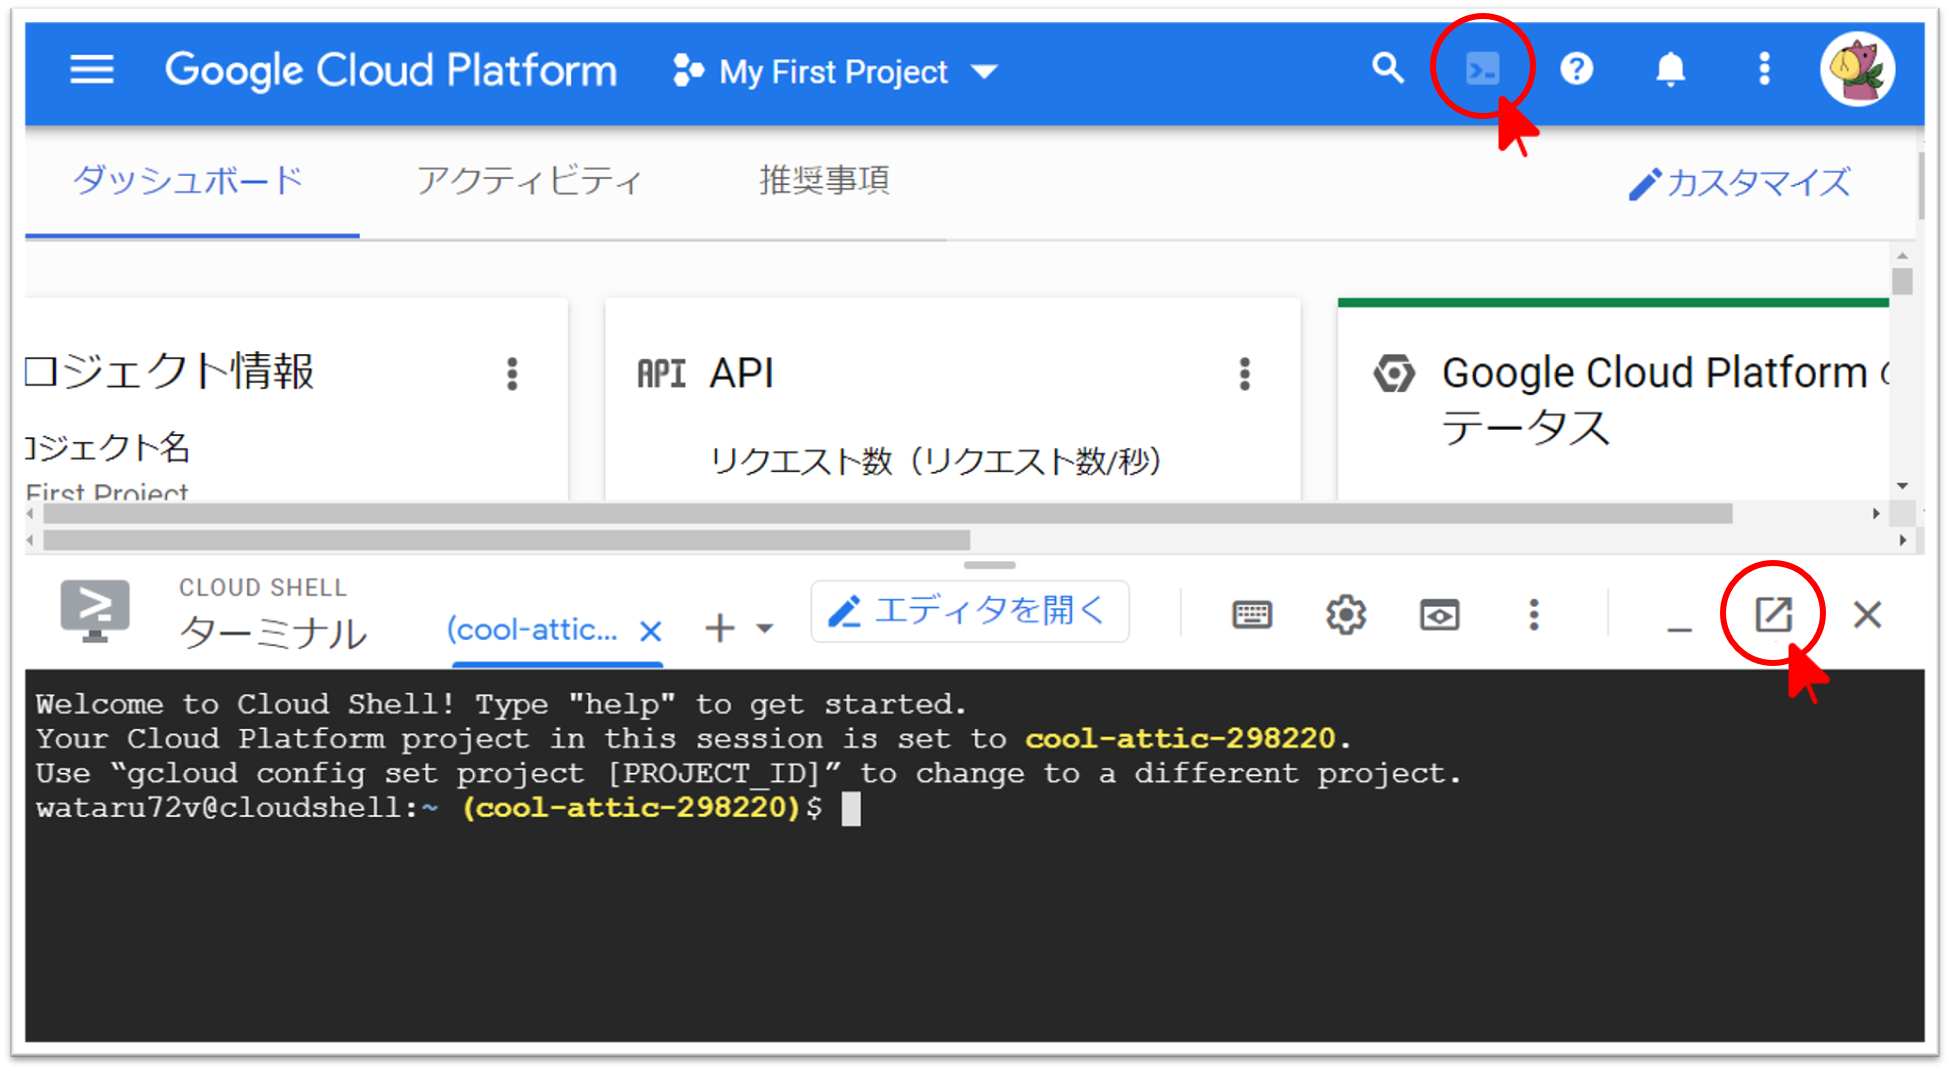 Google Cloud Platform My First Project
ダッシュボード アクティビティ 推奨事項 カスタマイズ
ロジェクト情報
API API
Google Cloud Platform の
テータス
ロジェクト名
リクエスト数（リクエスト数/秒）
First Project
CLOUD SHELL
ターミナル (cool-attic... エディタを開く
Welcome to Cloud Shell! Type "help" to get started.
Your Cloud Platform project in this session is set to cool-attic-298220.
Use “gcloud config set project [PROJECT_ID]” to change to a different project.
wataru72v@cloudshell:~ (cool-attic-298220)$